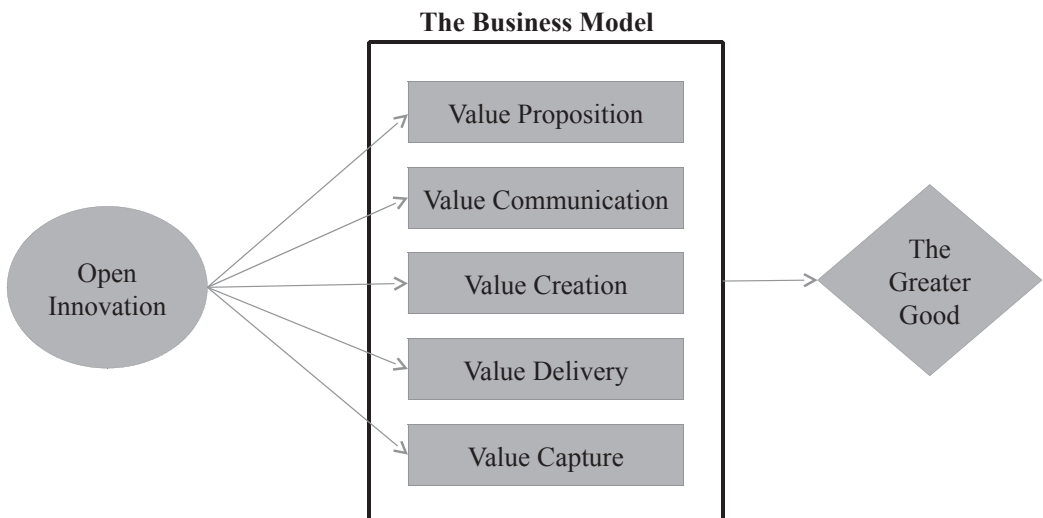 The Business Model
Value Proposition
Value Communication
Open
Innovation
Value Creation
Value Delivery
Value Capture
The
Greater
Good